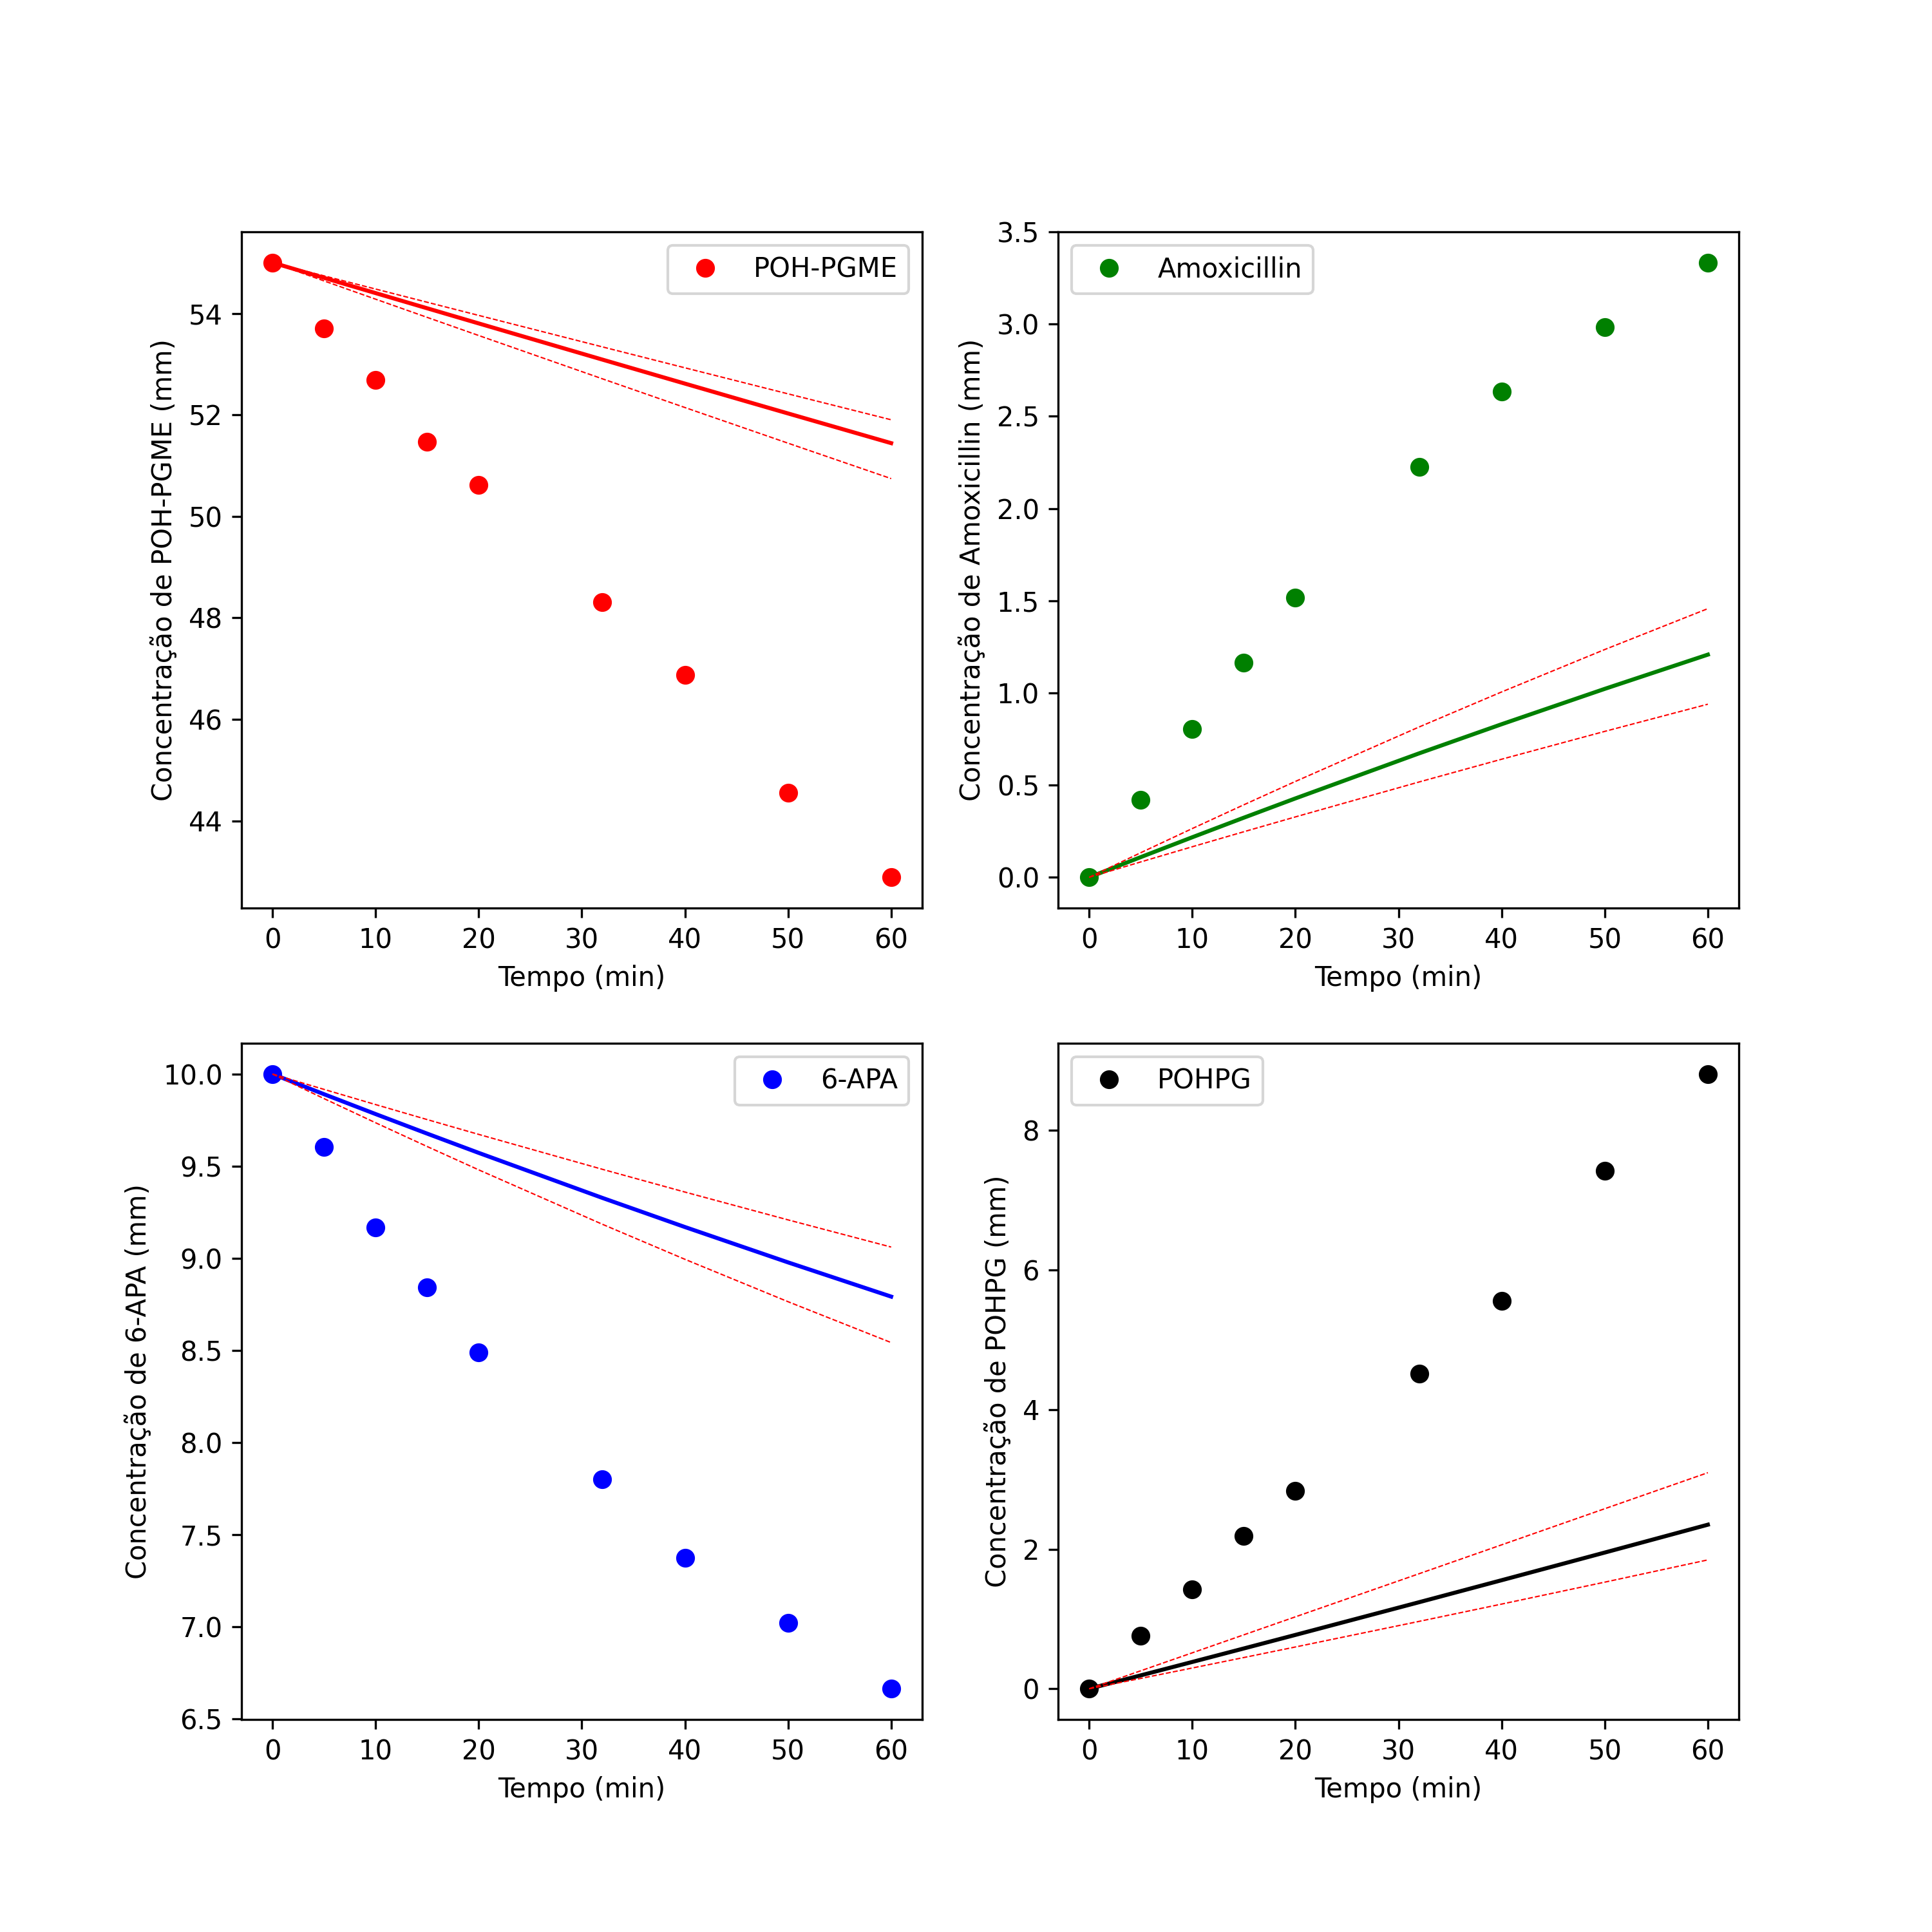 POH-PGME
54
52
50
48
46
44
Concentração de POH-PGME (mm)
0 10 20 30 40 50 60
Tempo (min)
Amoxicillin
3.5
3.0
2.5
2.0
1.5
1.0
0.5
0.0
Concentração de Amoxicillin (mm)
0 10 20 30 40 50 60
Tempo (min)
6-APA
10.0
9.5
9.0
8.5
8.0
7.5
7.0
6.5
Concentração de 6-APA (mm)
0 10 20 30 40 50 60
Tempo (min)
POHPG
8
6
4
2
0
Concentração de POHPG (mm)
0 10 20 30 40 50 60
Tempo (min)